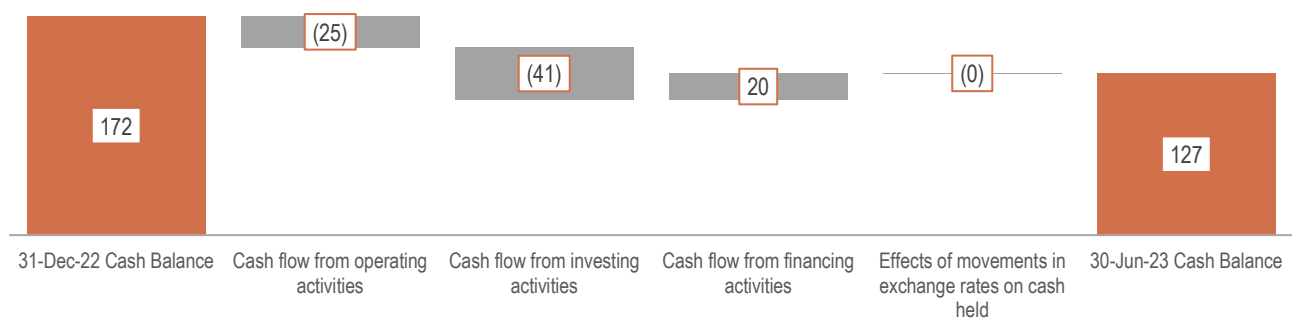 (25)
(41)
20
(0)
172
127
31-Dec-22 Cash Balance
Cash flow from operating
activities
Cash flow from investing
activities
Cash flow from financing
activities
Effects of movements in
exchange rates on cash
held
30-Jun-23 Cash Balance